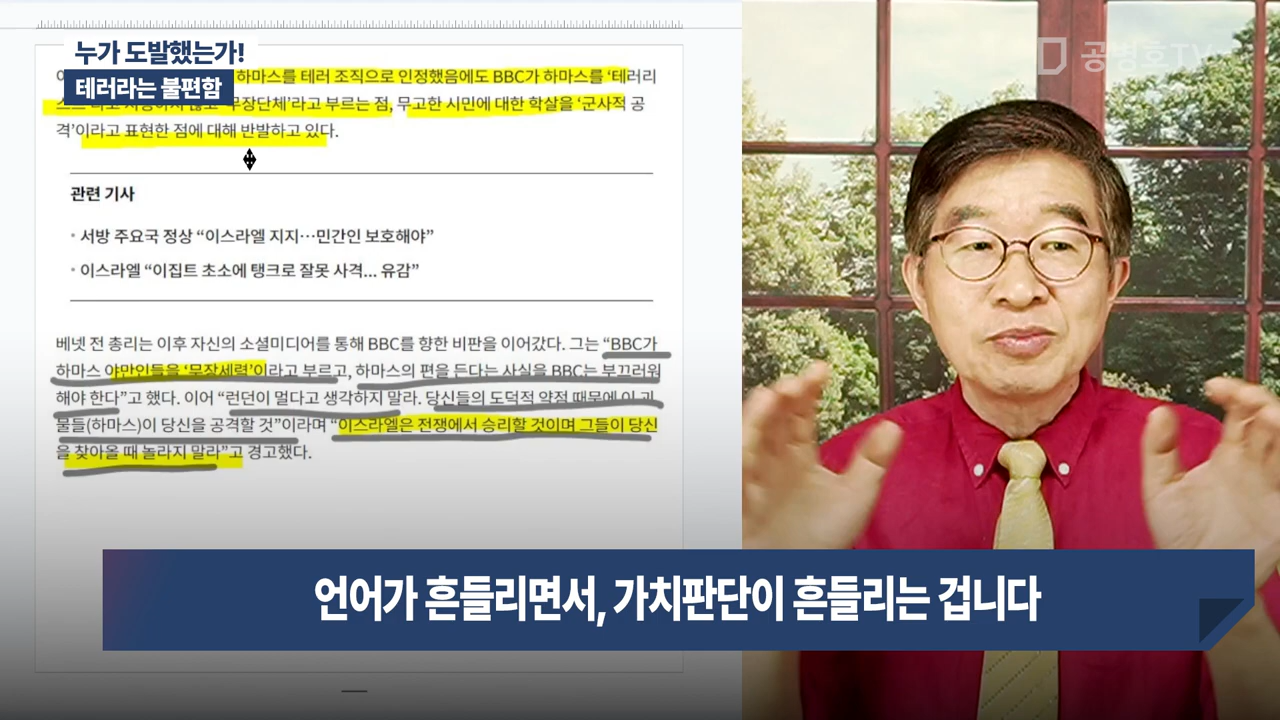 누가 도발했는가!
테러라는 불편함
공병호TV
하마스를 테러 조직으로 인정했음에도 BBC가 하마스를 ‘테러리
‘무장단체’라고 부르는 점, 무고한 시민에 대한 학살을 ‘군사적 공
격’이라고 표현한 점에 대해 반발하고 있다.
관련 기사
• 서방 주요국 정상 “이스라엘 지지…민간인 보호해야”
• 이스라엘 “이집트 초소에 탱크로 잘못 사격... 유감”
베넷 전 총리는 이후 자신의 소셜미디어를 통해 BBC를 향한 비판을 이어갔다. 그는 “BBC가
하마스 야만인들을 ‘무장세력’이라고 부르고, 하마스의 편을 든다는 사실을 BBC는 부끄러워
해야 한다”고 했다. 이어 “런던이 멀다고 생각하지 말라. 당신들의 도덕적 약점 때문에 이 괴
물들(하마스)이 당신을 공격할 것”이라며 “이스라엘은 전쟁에서 승리할 것이며 그들이 당신
을 찾아올 때 놀라지 말라”고 경고했다.
언어가 흔들리면서, 가치판단이 흔들리는 겁니다